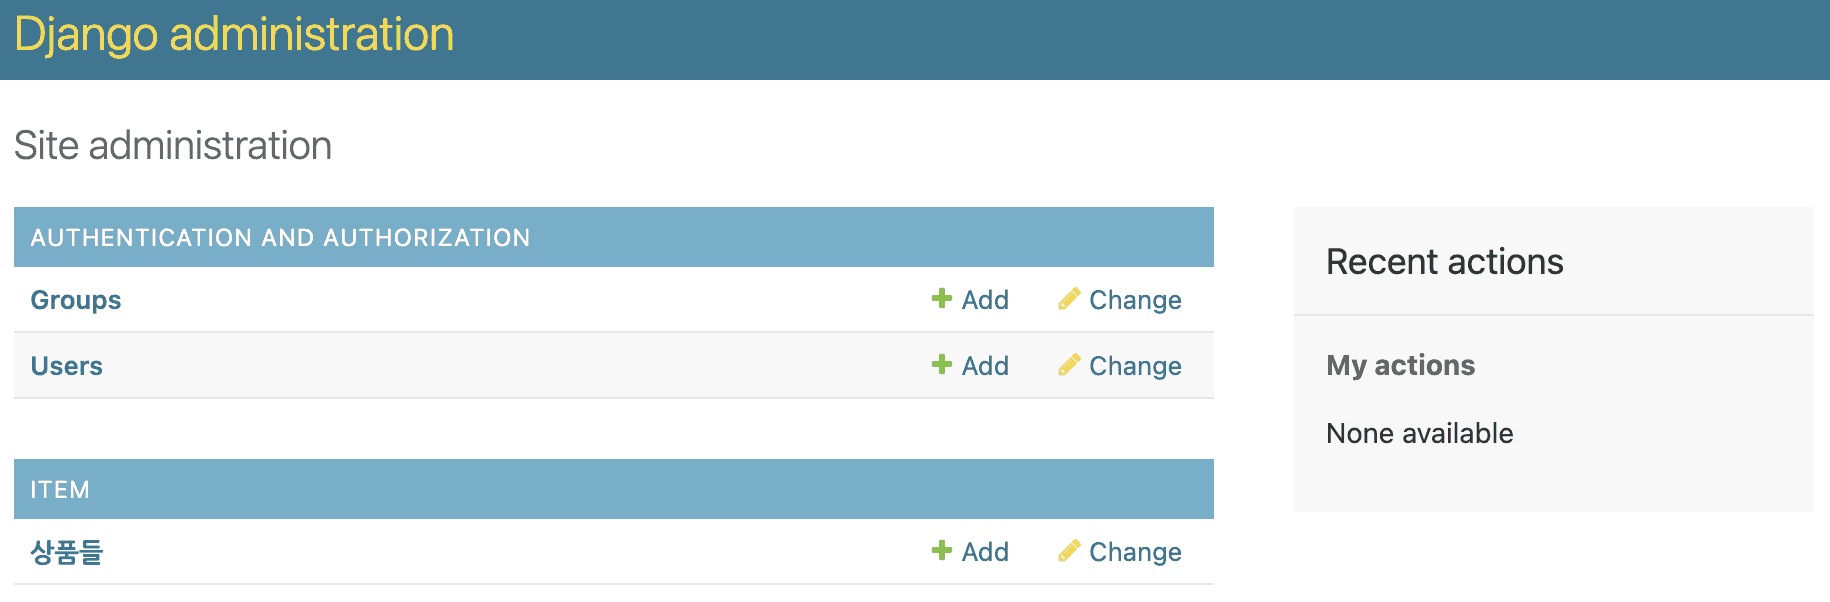 Django administration
Site administration
AUTHENTICATION AND AUTHORIZATION
Groups Add Change
Users Add Change
ITEM
상품들 Add Change
Recent actions
My actions
None available